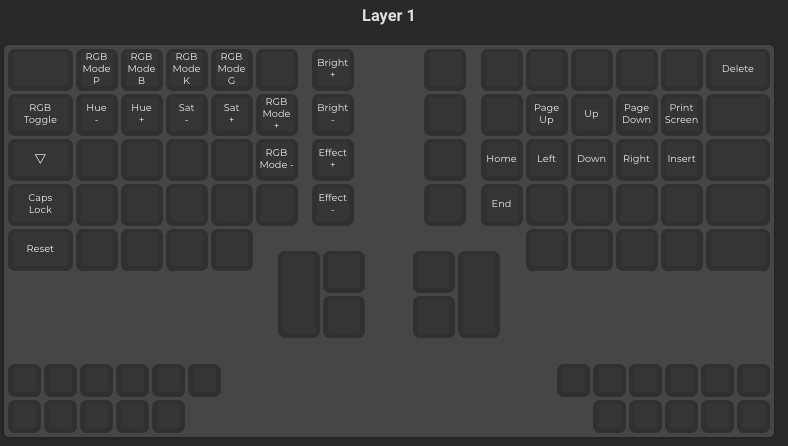 Layer 1
RGB
Mode
P
RGB
Mode
B
RGB
Mode
K
RGB
Mode
G
Bright
+
Delete
RGB
Toggle
Hue
-
Hue
+
Sat
-
Sat
+
RGB
Mode
+
Bright
-
Page
Up
Up
Page
Down
Print
Screen
▽
RGB
Mode -
Effect
+
Home
Left
Down
Right
Insert
Caps
Lock
Effect
-
End
Reset